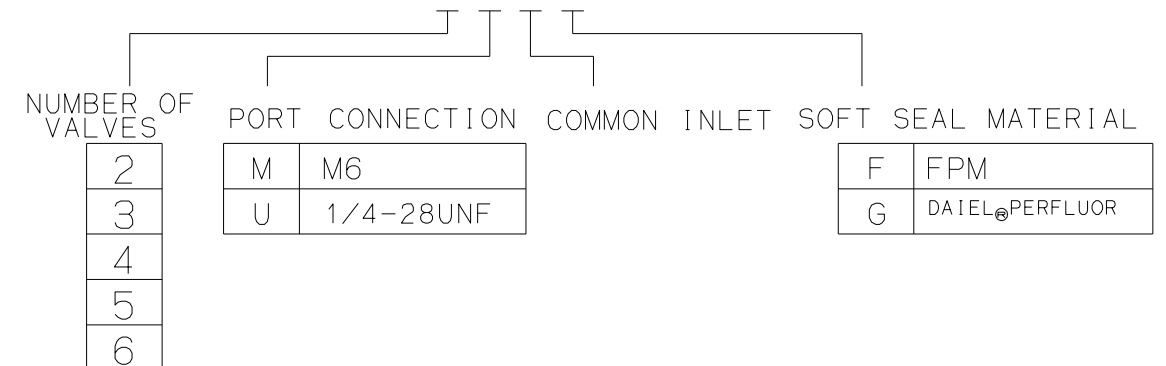 NUMBER OF
VALVES
PORT CONNECTION
COMMON INLET
SOFT SEAL MATERIAL
2
3
4
5
6
M M6
U 1/4-28UNF
F FPM
G DAIEL®PERFLUOR